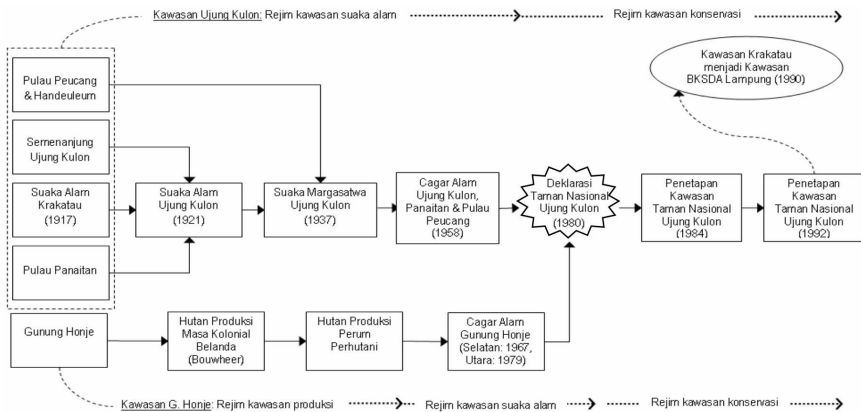 Kawasan Ujung Kulon: Rejim kawasan suaka alam
Rejim kawasan konservasi
Pulau Peucang
& Handeuleum
Semenanjung
Ujung Kulon
Suaka Alam
Krakatau
(1917)
Pulau Panaitan
Suaka Alam
Ujung Kulon
(1921)
Suaka Margasatwa
Ujung Kulon
(1937)
Cagar Alam
Ujung Kulon,
Panaitan & Pulau
Peucang
(1958)
Deklarasi
Taman Nasional
Ujung Kulon
(1980)
Penetapan
Kawasan
Taman Nasional
Ujung Kulon
(1984)
Penetapan
Kawasan
Taman Nasional
Ujung Kulon
(1992)
Kawasan Krakatau
menjadi Kawasan
BKSDA Lampung (1990)
Gunung Honje
Hutan Produksi
Masa Kolonial
Belanda
(Bouwheer)
Hutan Produksi
Perum
Perhutani
Cagar Alam
Gunung Honje
(Selatan: 1967,
Utara: 1979)
Kawasan G. Honje: Rejim kawasan produksi
Rejim kawasan suaka alam
Rejim kawasan konservasi